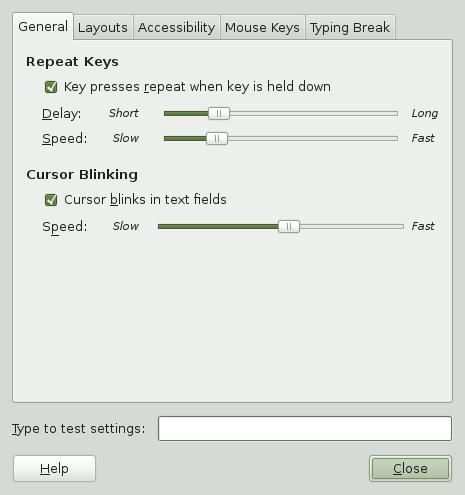 General Layouts Accessibility Mouse Keys Typing Break
Repeat Keys
Key presses repeat when key is held down
Delay: Short Long
Speed: Slow Fast
Cursor Blinking
Cursor blinks in text fields
Speed: Slow Fast
Type to test settings:
Help Close